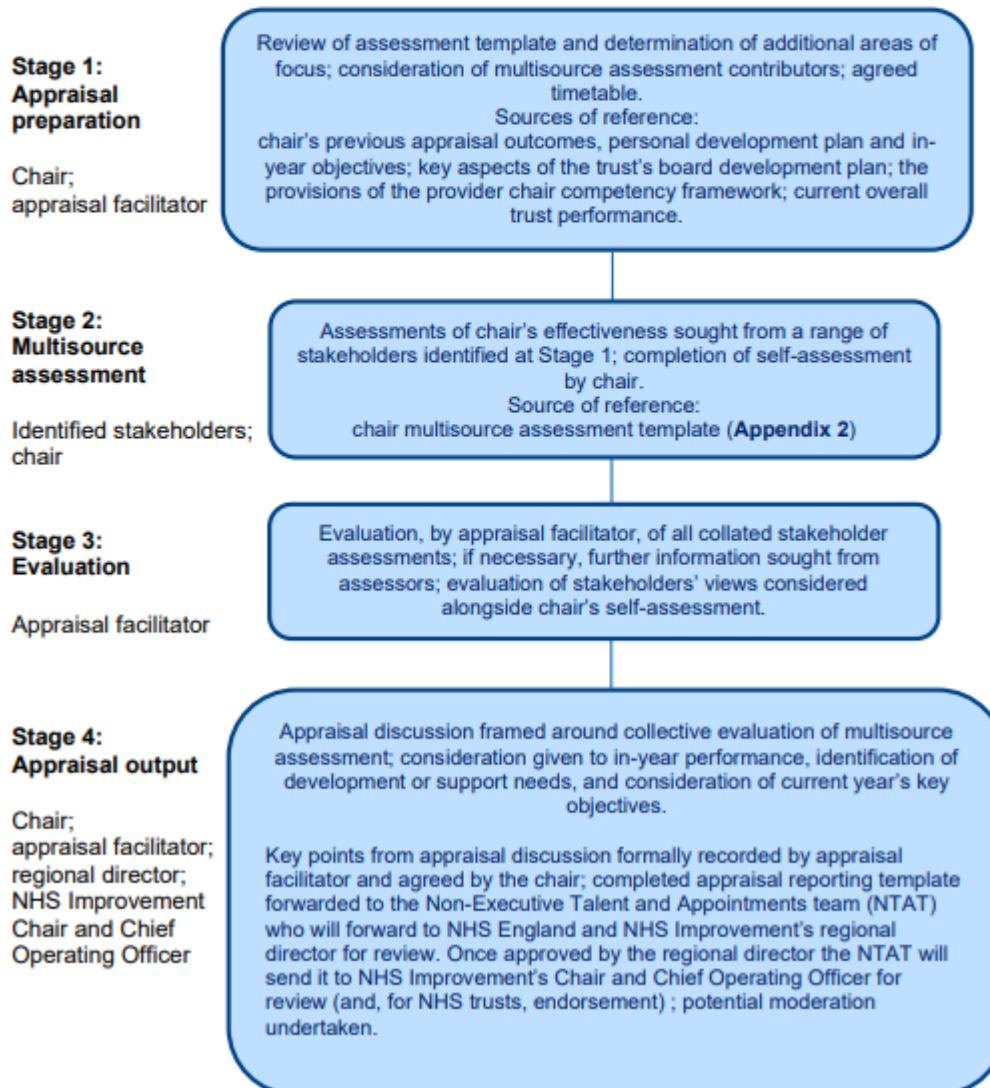 Stage 1:
Appraisal
preparation
Chair;
appraisal facilitator
Review of assessment template and determination of additional areas of
focus; consideration of multisource assessment contributors; agreed
timetable.
Sources of reference:
chair's previous appraisal outcomes, personal development plan and in-
year objectives; key aspects of the trust's board development plan; the
provisions of the provider chair competency framework; current overall
trust performance.
Stage 2:
Multisource
assessment
Identified stakeholders;
chair
Assessments of chair's effectiveness sought from a range of
stakeholders identified at Stage 1; completion of self-assessment
by chair.
Source of reference:
chair multisource assessment template (Appendix 2)
Stage 3:
Evaluation
Appraisal facilitator
Evaluation, by appraisal facilitator, of all collated stakeholder
assessments; if necessary, further information sought from
assessors; evaluation of stakeholders' views considered
alongside chair's self-assessment.
Stage 4:
Appraisal output
Chair;
appraisal facilitator;
regional director;
NHS Improvement
Chair and Chief
Operating Officer
Appraisal discussion framed around collective evaluation of multisource
assessment; consideration given to in-year performance, identification of
development or support needs, and consideration of current year's key
objectives.
Key points from appraisal discussion formally recorded by appraisal
facilitator and agreed by the chair; completed appraisal reporting template
forwarded to the Non-Executive Talent and Appointments team (NTAT)
who will forward to NHS England and NHS Improvement's regional
director for review. Once approved by the regional director the NTAT will
send it to NHS Improvement's Chair and Chief Operating Officer for
review (and, for NHS trusts, endorsement) ; potential moderation
undertaken.